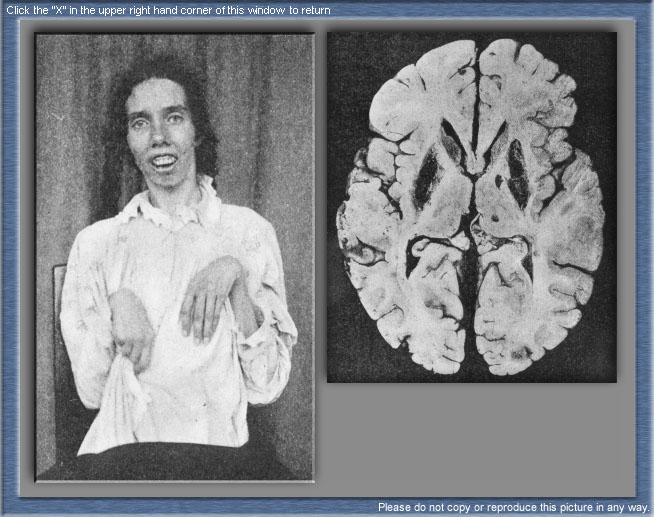 Click the "X" in the upper right hand corner of this window to return
Please do not copy or reproduce this picture in any way.